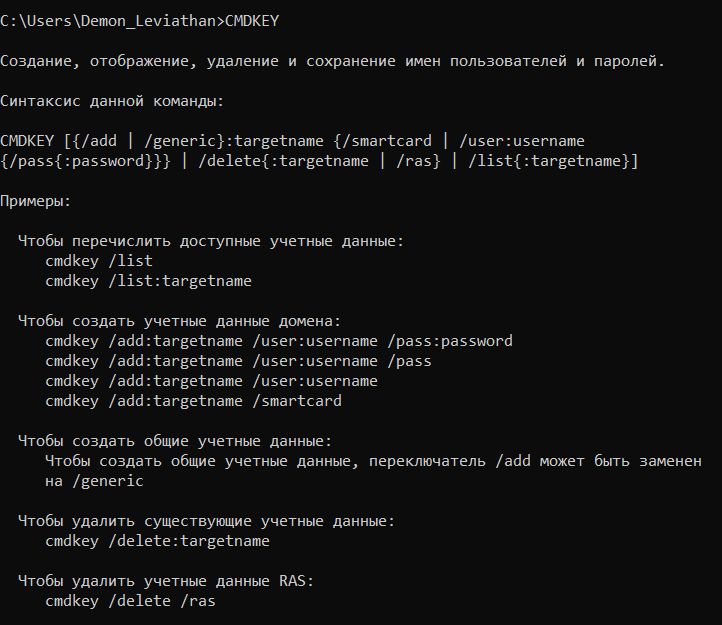 C:\Users\Demon_Leviathan>CMDKEY
Создание, отображение, удаление и сохранение имен пользователей и паролей.
Синтаксис данной команды:
CMDKEY [{/add | /generic}:targetname {/smartcard | /user:username
{/pass{:password}}} | /delete{:targetname | /ras} | /list{:targetname}]
Примеры:
Чтобы перечислить доступные учетные данные:
cmdkey /list
cmdkey /list:targetname
Чтобы создать учетные данные домена:
cmdkey /add:targetname /user:username /pass:password
cmdkey /add:targetname /user:username /pass
cmdkey /add:targetname /user:username
cmdkey /add:targetname /smartcard
Чтобы создать общие учетные данные:
Чтобы создать общие учетные данные, переключатель /add может быть заменен
на /generic
Чтобы удалить существующие учетные данные:
cmdkey /delete:targetname
Чтобы удалить учетные данные RAS:
cmdkey /delete /ras